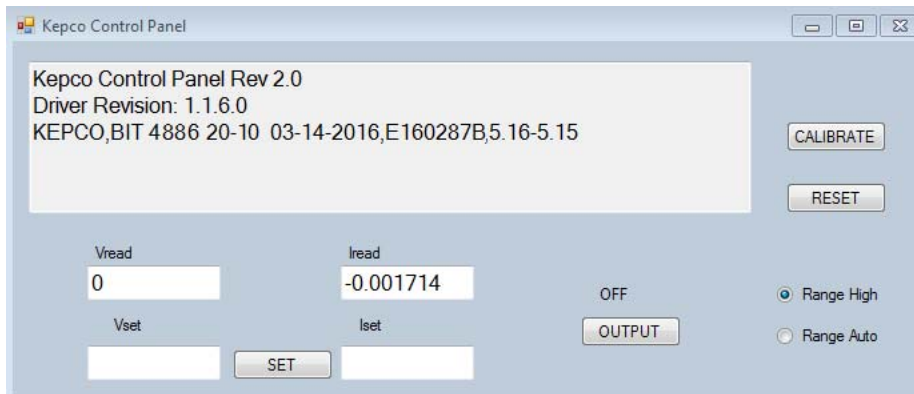 Kepco Control Panel
Kepco Control Panel Rev 2.0
Driver Revision: 1.1.6.0
KEPCO,BIT 4886 20-10  03-14-2016,E160287B,5.16-5.15
CALIBRATE
RESET
Vread
Iread
0
-0.001714
OFF
Range High
Vset
Iset
OUTPUT
Range Auto
SET